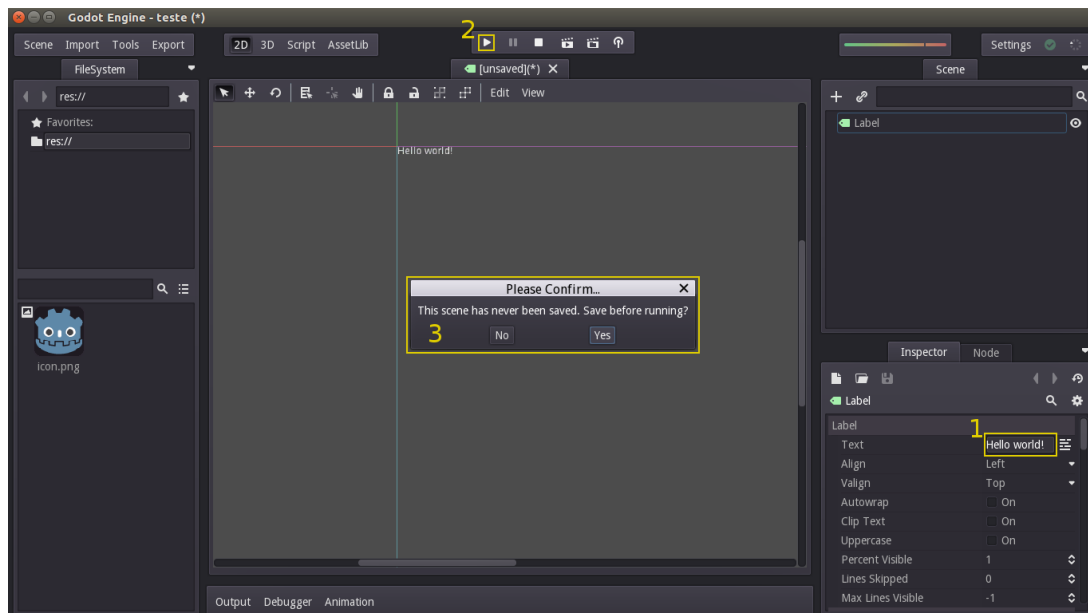 Godot Engine - teste (*)
Scene Import Tools Export
2D 3D Script AssetLib
2
Settings
FileSystem
[unsaved](*)
Scene
res://
Edit View
Favorites:
res://
Label
Hello world!
Please Confirm...
This scene has never been saved. Save before running?
3
No
Yes
icon.png
Inspector Node
Label
Label
1
Text Hello world!
Align Left
Valign Top
Autowrap On
Clip Text On
Uppercase On
Percent Visible 1
Lines Skipped 0
Max Lines Visible -1
Output Debugger Animation